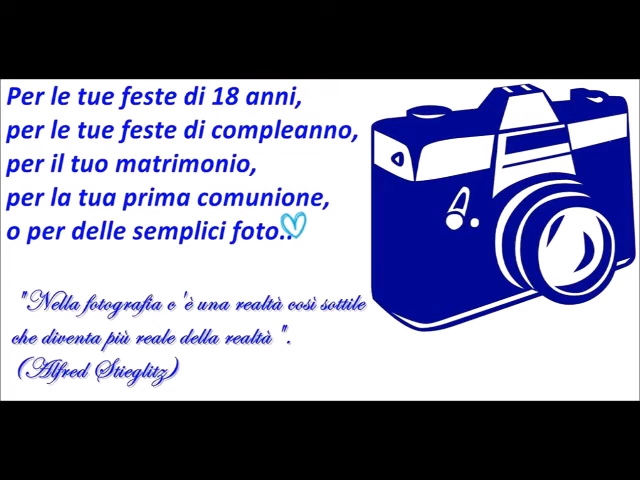 Per le tue feste di 18 anni,
per le tue feste di compleanno,
per il tuo matrimonio,
per la tua prima comunione,
o per delle semplici foto..
"Nella fotografia c 'è una realtà così sottile
che diventa più reale della realtà ".
(Alfred Stieglitz)